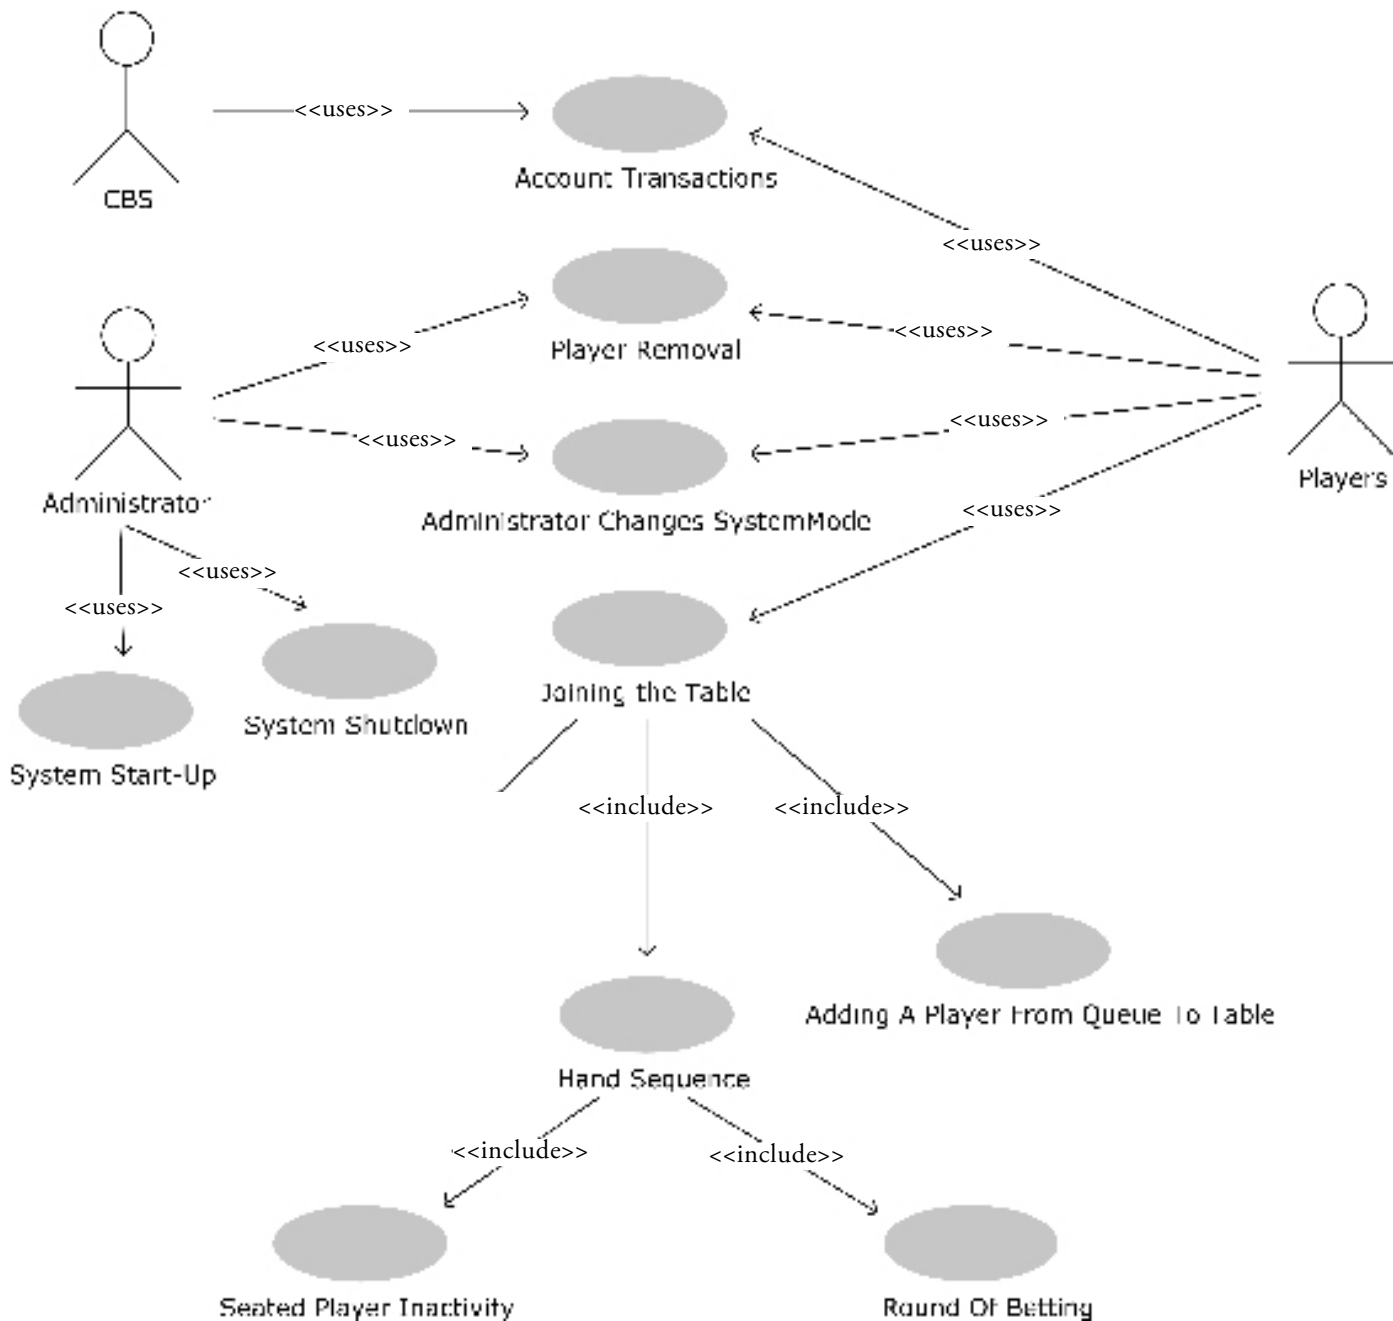 <<uses>>
Account Transactions
CBS
<<uses>>
<<uses>>
<<uses>>
Player Removal
<<uses>>
<<uses>>
Players
Administrator
<<uses>>
Administrator Changes SystemMode
<<uses>>
<<uses>>
Joining the Table
System Shutdown
System Start-Up
<<include>>
<<include>>
Adding A Player From Queue To Table
Hand Sequence
<<include>>
<<include>>
Seated Player Inactivity
Round Of Betting